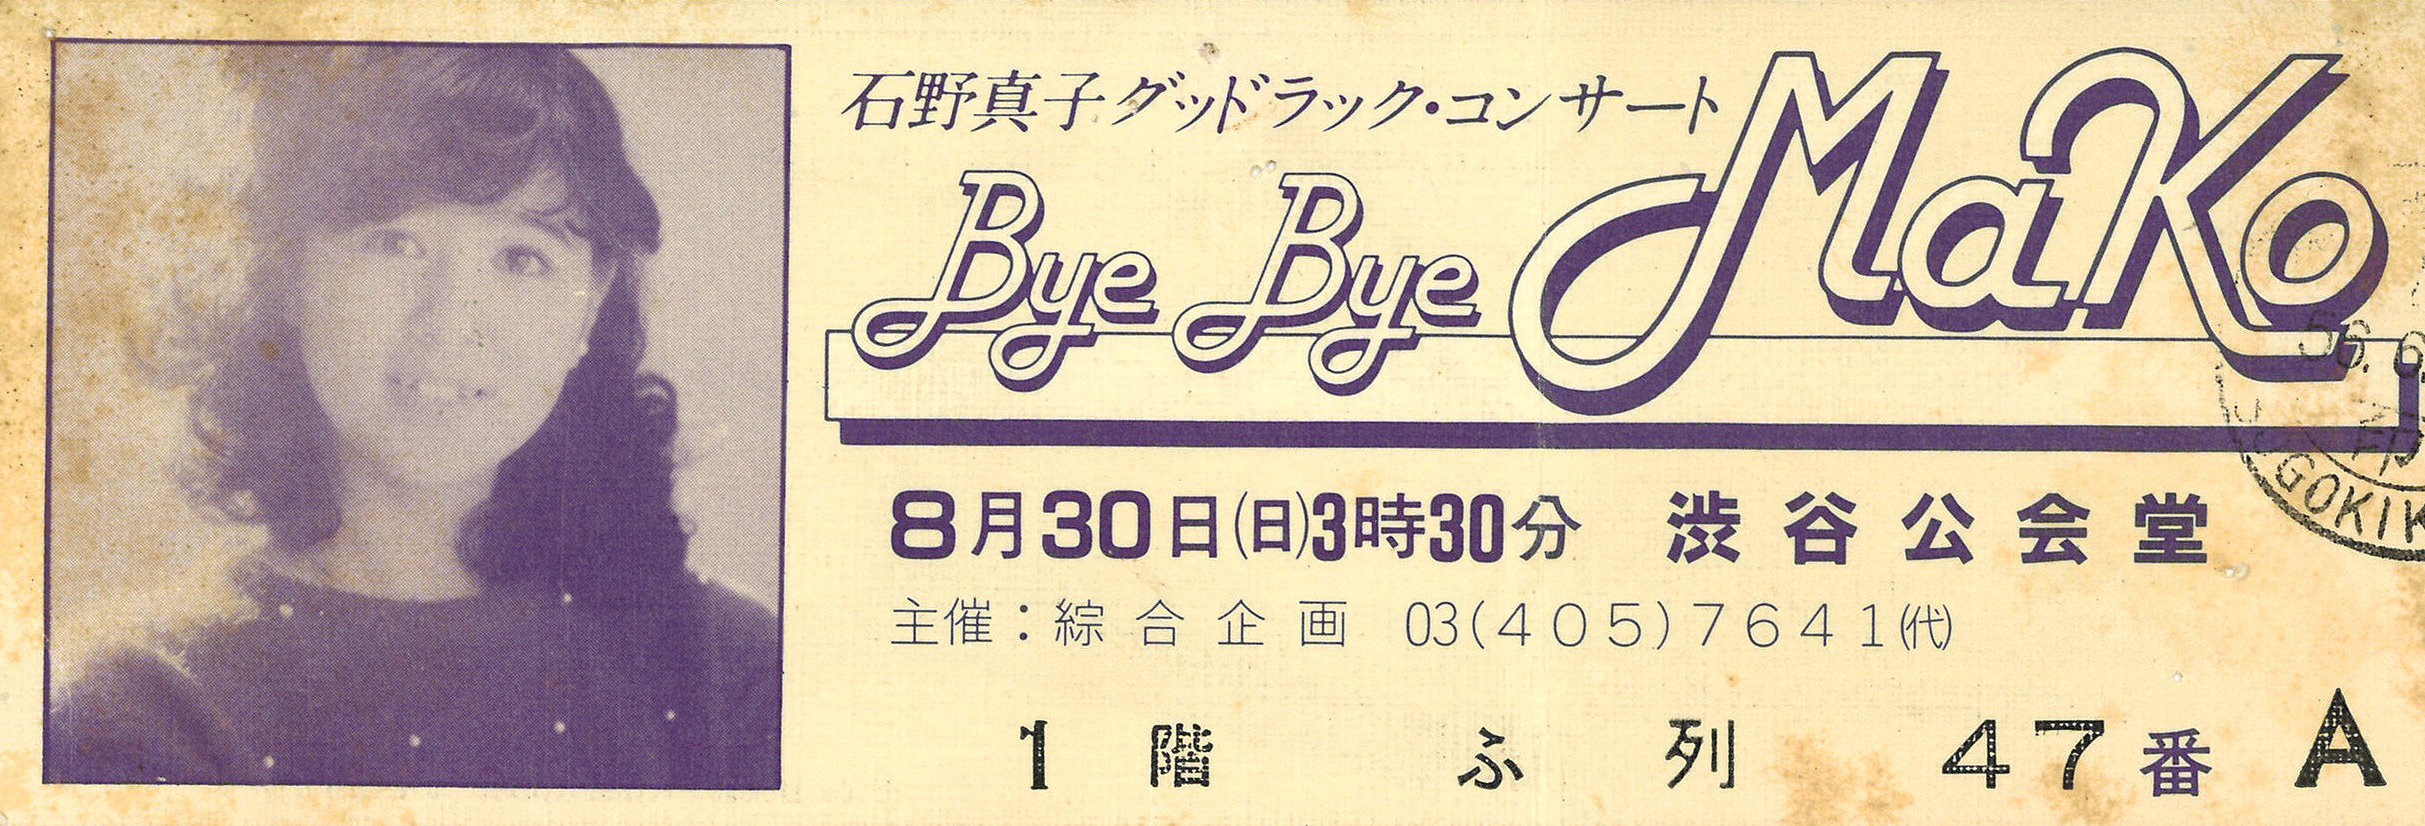 石野真子グッドラック・コンサート
Bye Bye MaKo
56.6.
GOKIK
8月30日(日)3時30分 渋谷公会堂
主催：綜合企画 03(405)7641㈹
1階 ふ列 47番 A